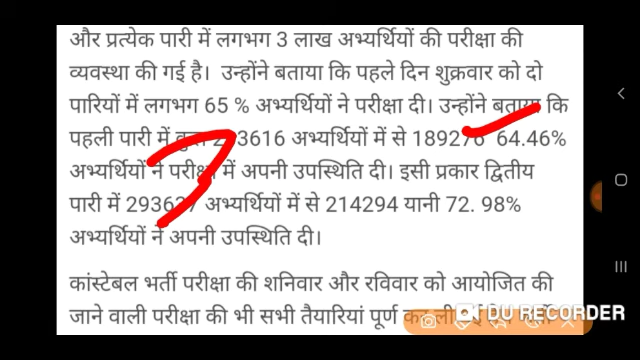 और प्रत्येक पारी में लगभग 3 लाख अभ्यर्थियों की परीक्षा की
व्यवस्था की गई है। उन्होंने बताया कि पहले दिन शुक्रवार को दो
पारियों में लगभग 65 % अभ्यर्थियों ने परीक्षा दी। उन्होंने बताया कि
पहली पारी में कुल अभ्यर्थियों में से 189276 64.46%
अभ्यर्थियों ने परीक्षा में अपनी उपस्थिति दी। इसी प्रकार द्वितीय
पारी में अभ्यर्थियों में से 214294 यानी 72. 98%
अभ्यर्थियों ने अपनी उपस्थिति दी।
कांस्टेबल भर्ती परीक्षा की शनिवार और रविवार को आयोजित की
जाने वाली परीक्षा की भी सभी तैयारियां पूर्ण
DU RECORDER